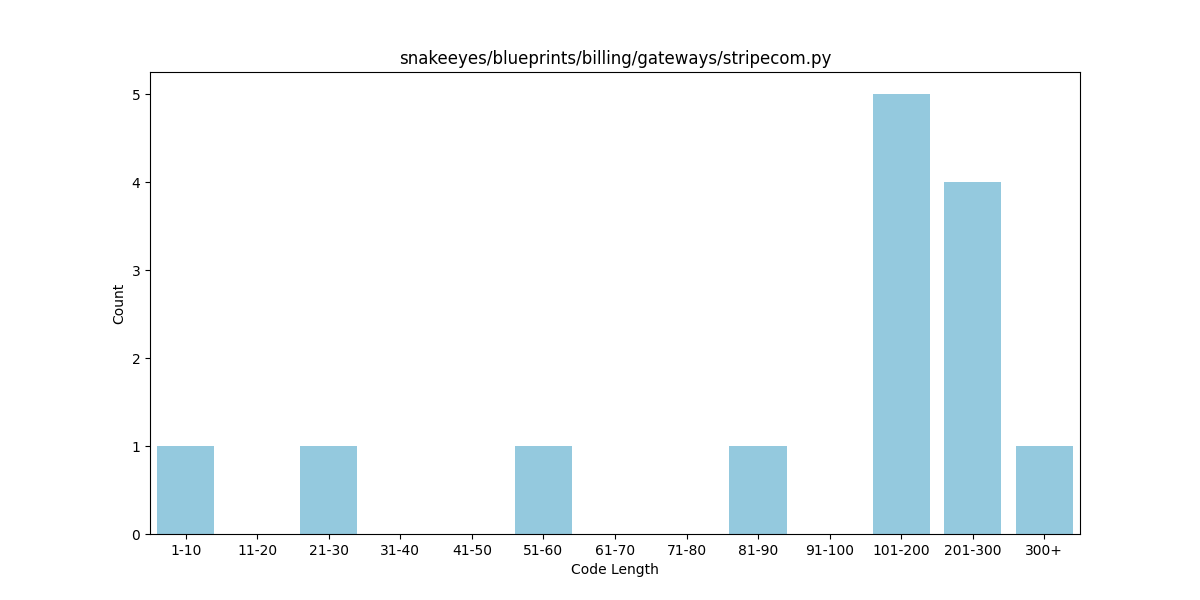 snakeeyes/blueprints/billing/gateways/stripecom.py
5
4
3
2
1
0
Count
1-10 11-20 21-30 31-40 41-50 51-60 61-70 71-80 81-90 91-100 101-200 201-300 300+
Code Length